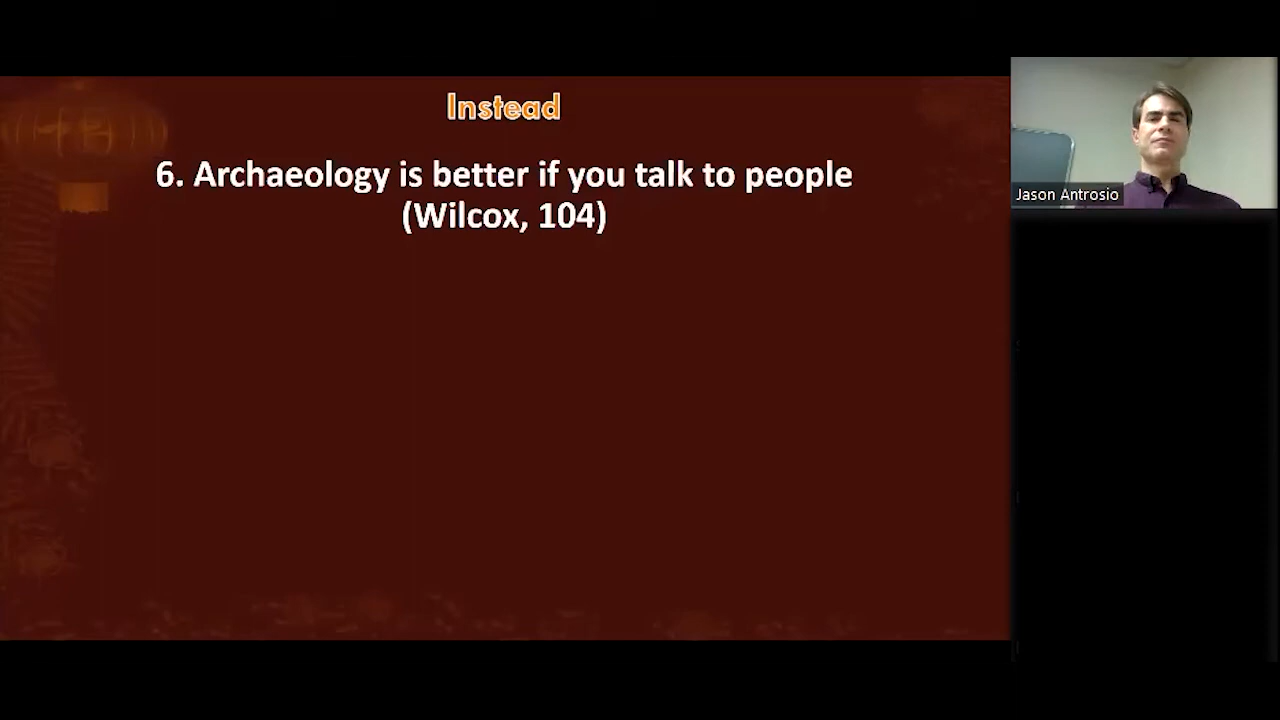 Instead
6. Archaeology is better if you talk to people
(Wilcox, 104)
Jason Antrosio